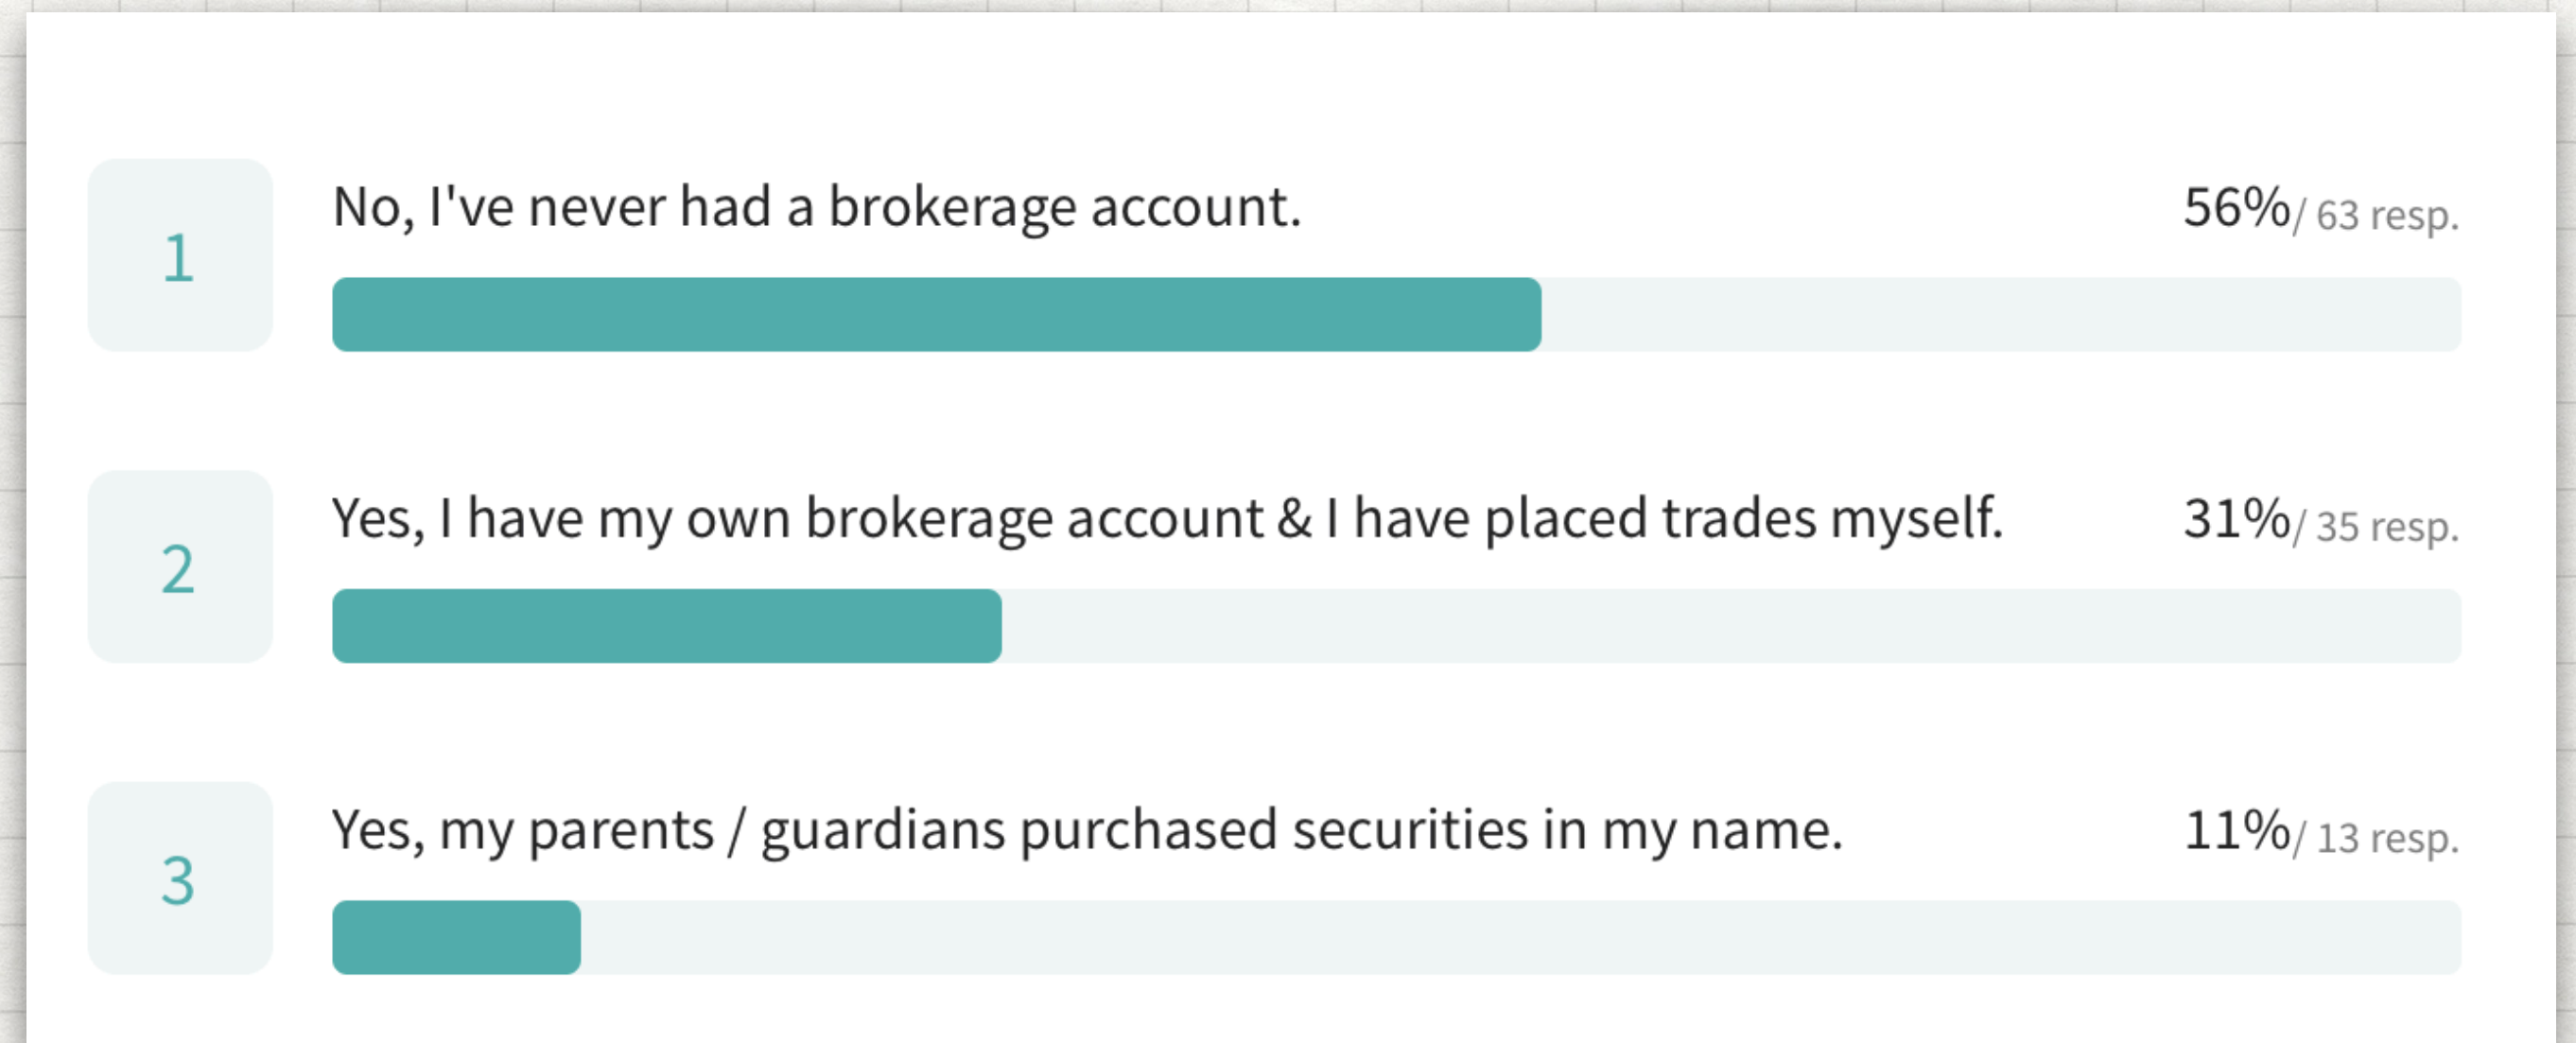 1
No, I've never had a brokerage account. 56%/ 63 resp.
2
Yes, I have my own brokerage account & I have placed trades myself. 31%/ 35 resp.
3
Yes, my parents / guardians purchased securities in my name. 11%/ 13 resp.